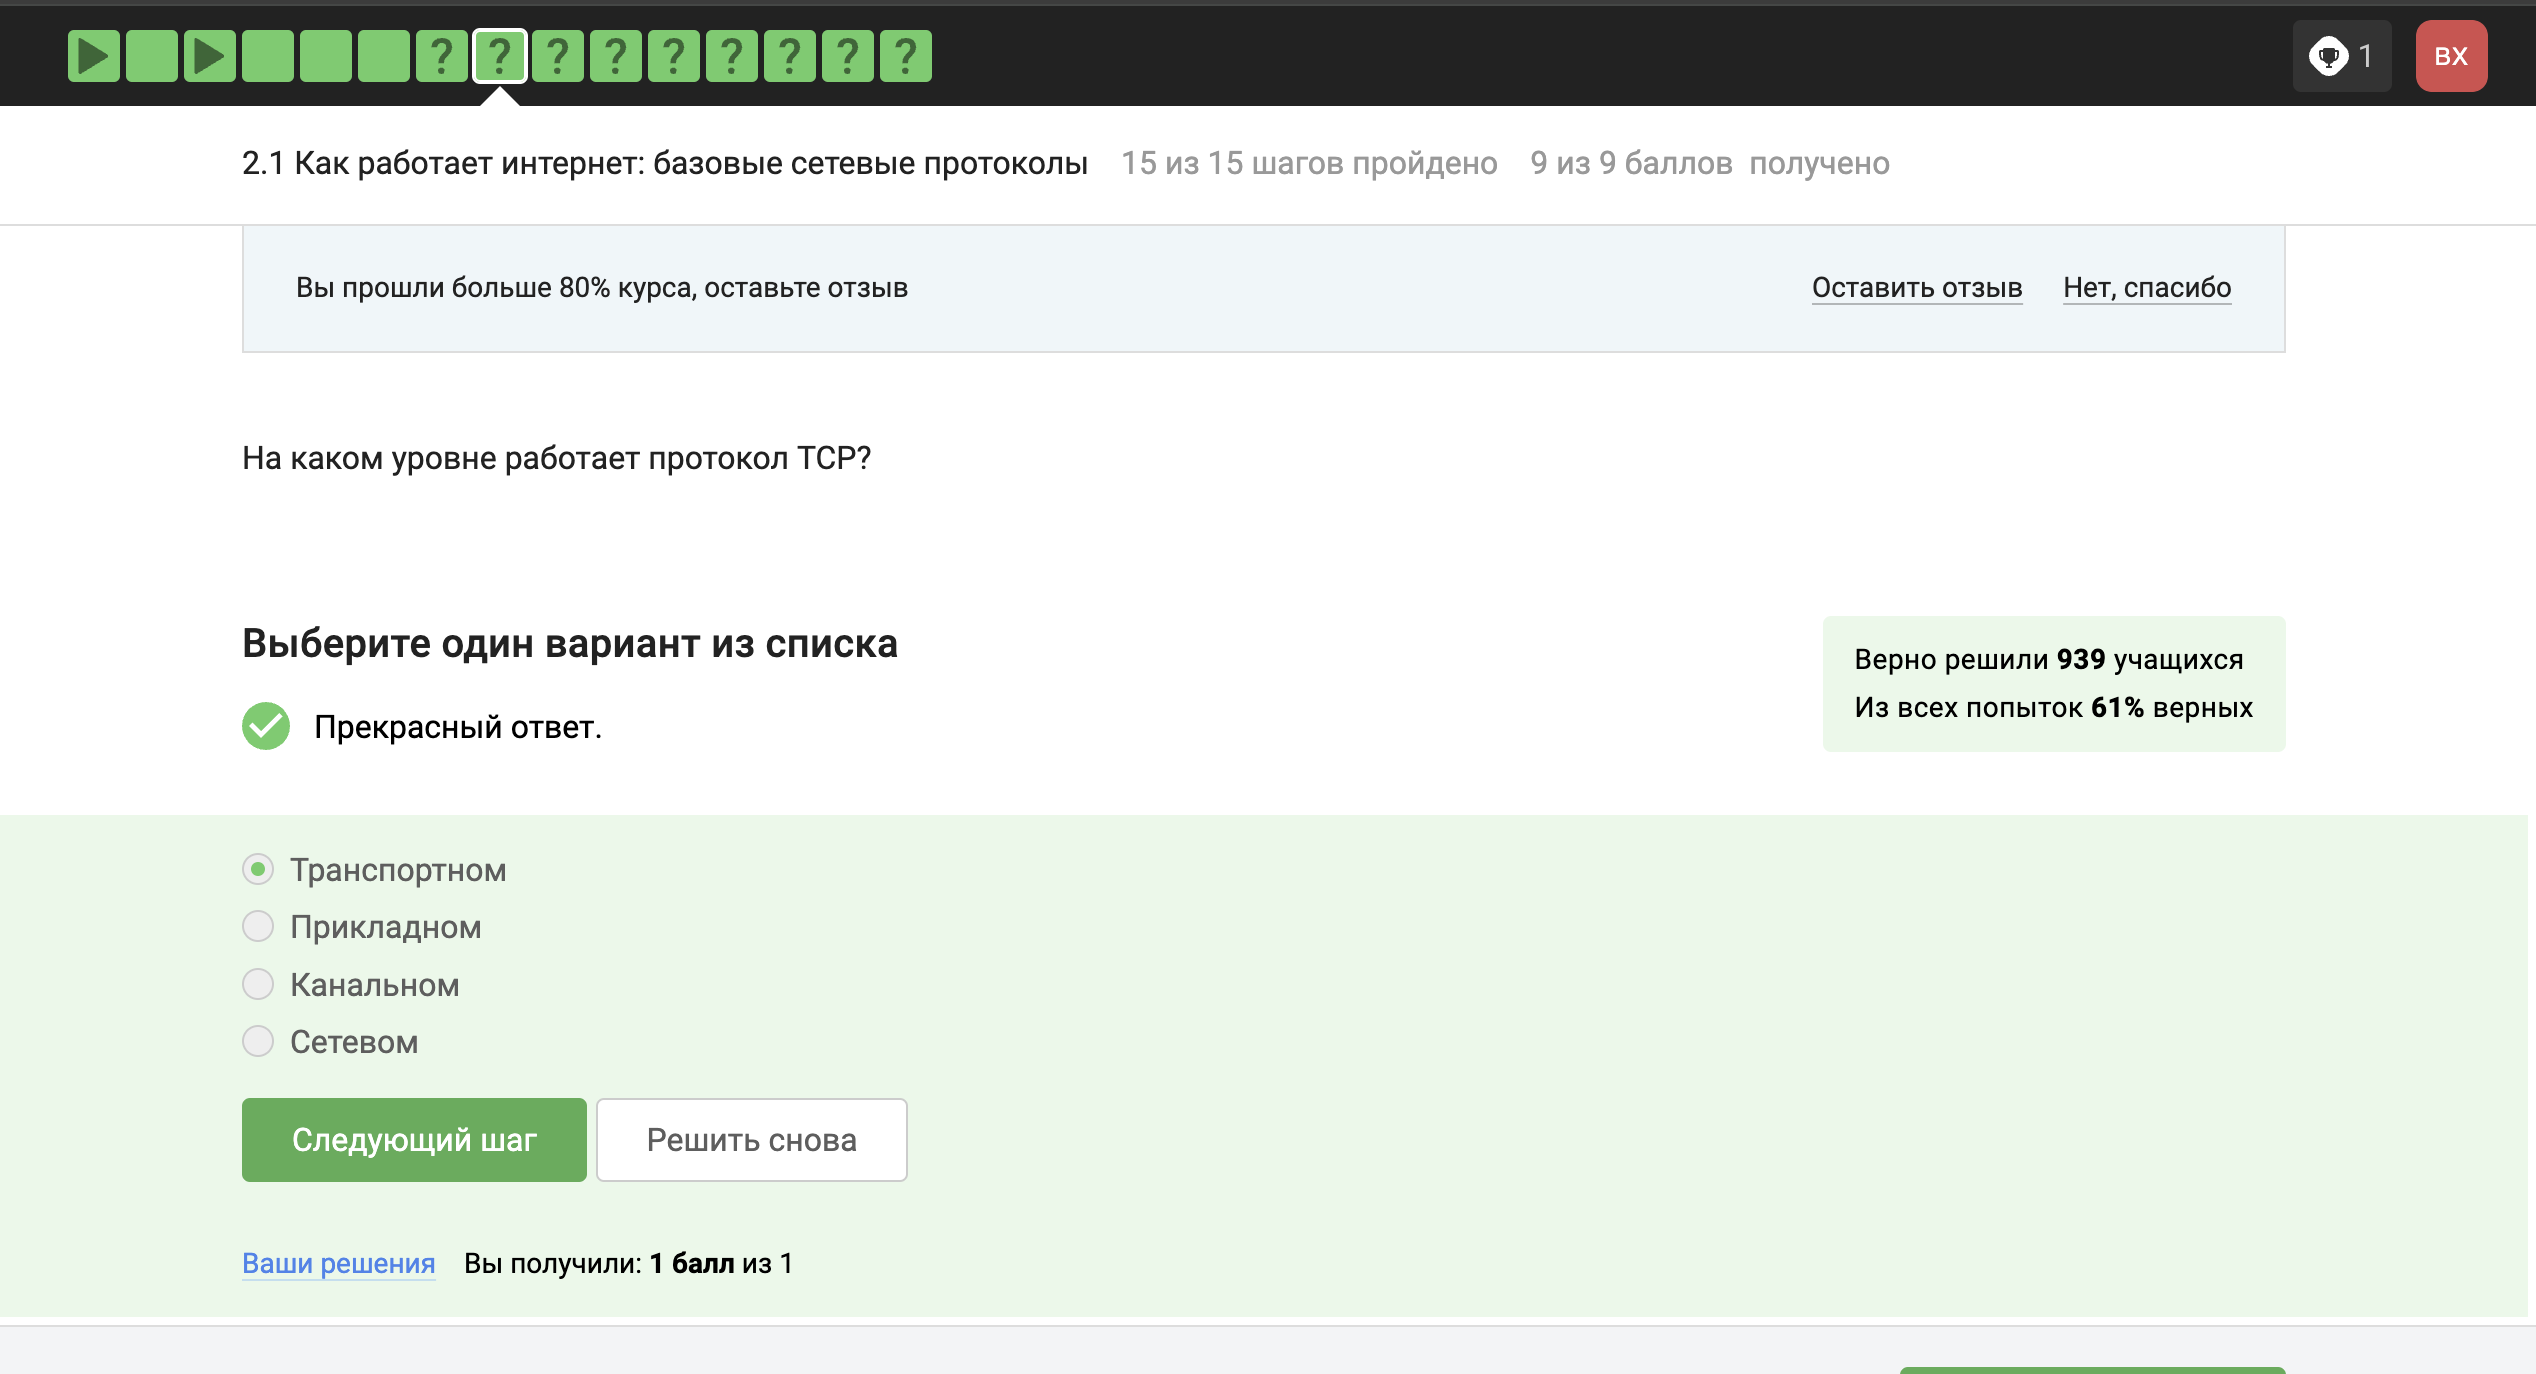 ? ? ? ? ? ? ? ? ?
1
ВХ
2.1 Как работает интернет: базовые сетевые протоколы 15 из 15 шагов пройдено 9 из 9 баллов получено
Вы прошли больше 80% курса, оставьте отзыв Оставить отзыв Нет, спасибо
На каком уровне работает протокол TCP?
Выберите один вариант из списка
Прекрасный ответ.
Верно решили 939 учащихся
Из всех попыток 61% верных
Транспортном
Прикладном
Канальном
Сетевом
Следующий шаг Решить снова
Ваши решения Вы получили: 1 балл из 1